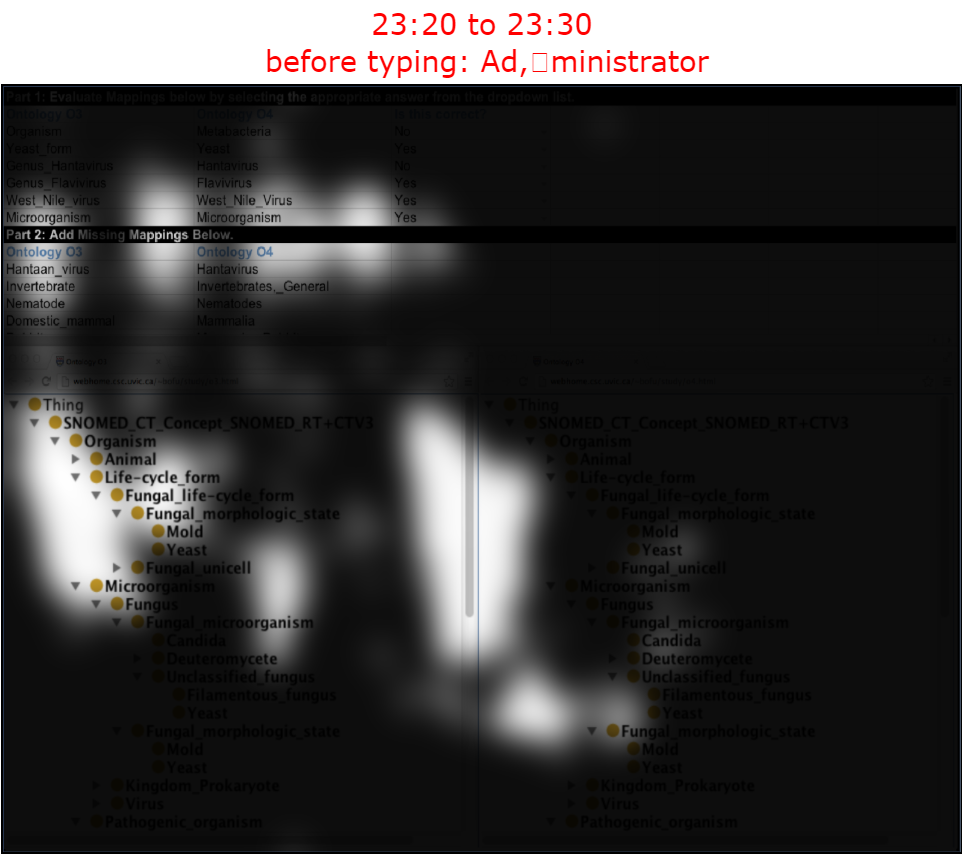 23:20 to 23:30
before typing: Ad,□ministrator
Part 1: Evaluate Mappings below by selecting the appropriate answer from the dropdown list.
Ontology O3 Ontology O4 Is this correct?
Organism Metabacteria No
Yeast_form Yeast Yes
Genus_Hantavirus Hantavirus No
Genus_Flavivirus Flavivirus Yes
West_Nile_virus West_Nile_Virus Yes
Microorganism Microorganism Yes
Part 2: Add Missing Mappings Below.
Ontology O3 Ontology O4
Hantaan_virus Hantavirus
Invertebrate Invertebrates,_General
Nematode Nematodes
Domestic_mammal Mammalia
Thing
SNOMED_CT_Concept_SNOMED_RT+CTV3
Organism
Animal
Life-cycle_form
Fungal_life-cycle_form
Fungal_morphologic_state
Mold
Yeast
Fungal_unicell
Microorganism
Fungus
Fungal_microorganism
Candida
Deuteromycete
Unclassified_fungus
Filamentous_fungus
Yeast
Fungal_morphologic_state
Mold
Yeast
Kingdom_Prokaryote
Virus
Pathogenic_organism
Thing
SNOMED_CT_Concept_SNOMED_RT+CTV3
Organism
Animal
Life-cycle_form
Fungal_life-cycle_form
Fungal_morphologic_state
Mold
Yeast
Fungal_unicell
Microorganism
Fungus
Fungal_microorganism
Candida
Deuteromycete
Unclassified_fungus
Filamentous_fungus
Yeast
Fungal_morphologic_state
Mold
Yeast
Kingdom_Prokaryote
Virus
Pathogenic_organism